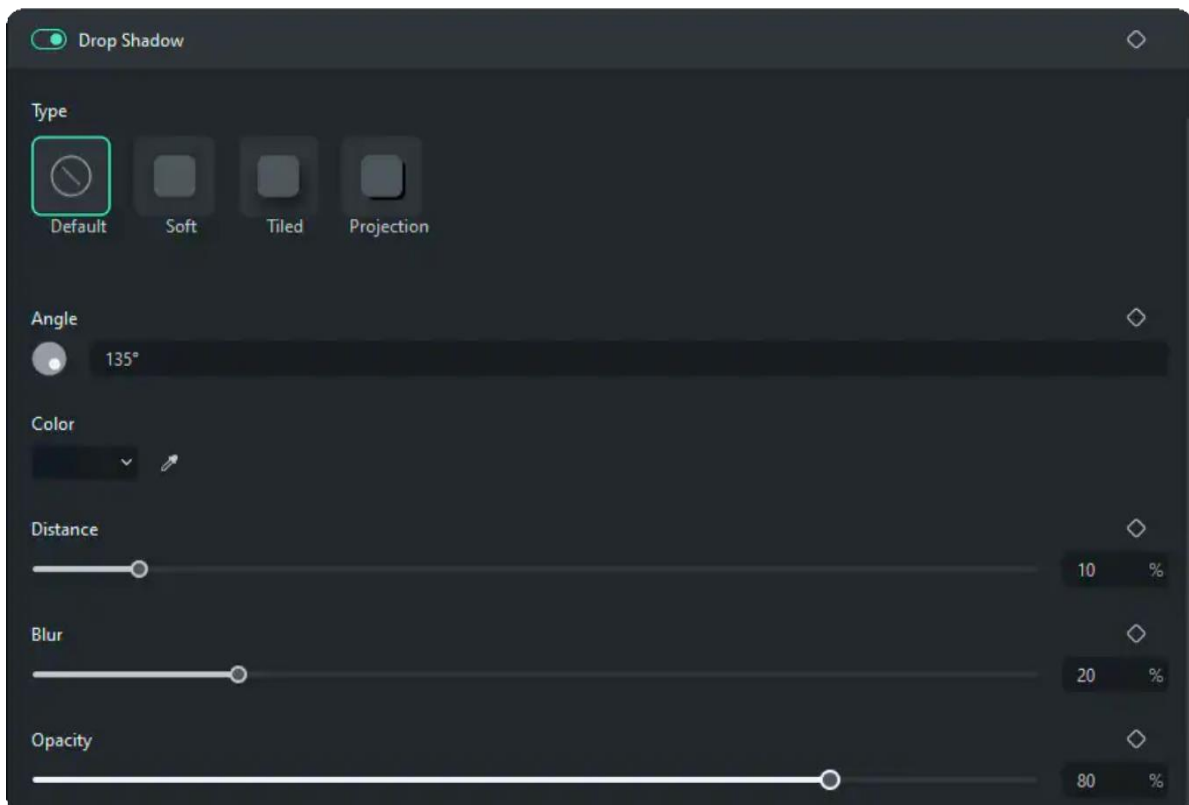 Drop Shadow
Type
Default Soft Tiled Projection
Angle
135°
Color
Distance
10 %
Blur
20 %
Opacity
80 %